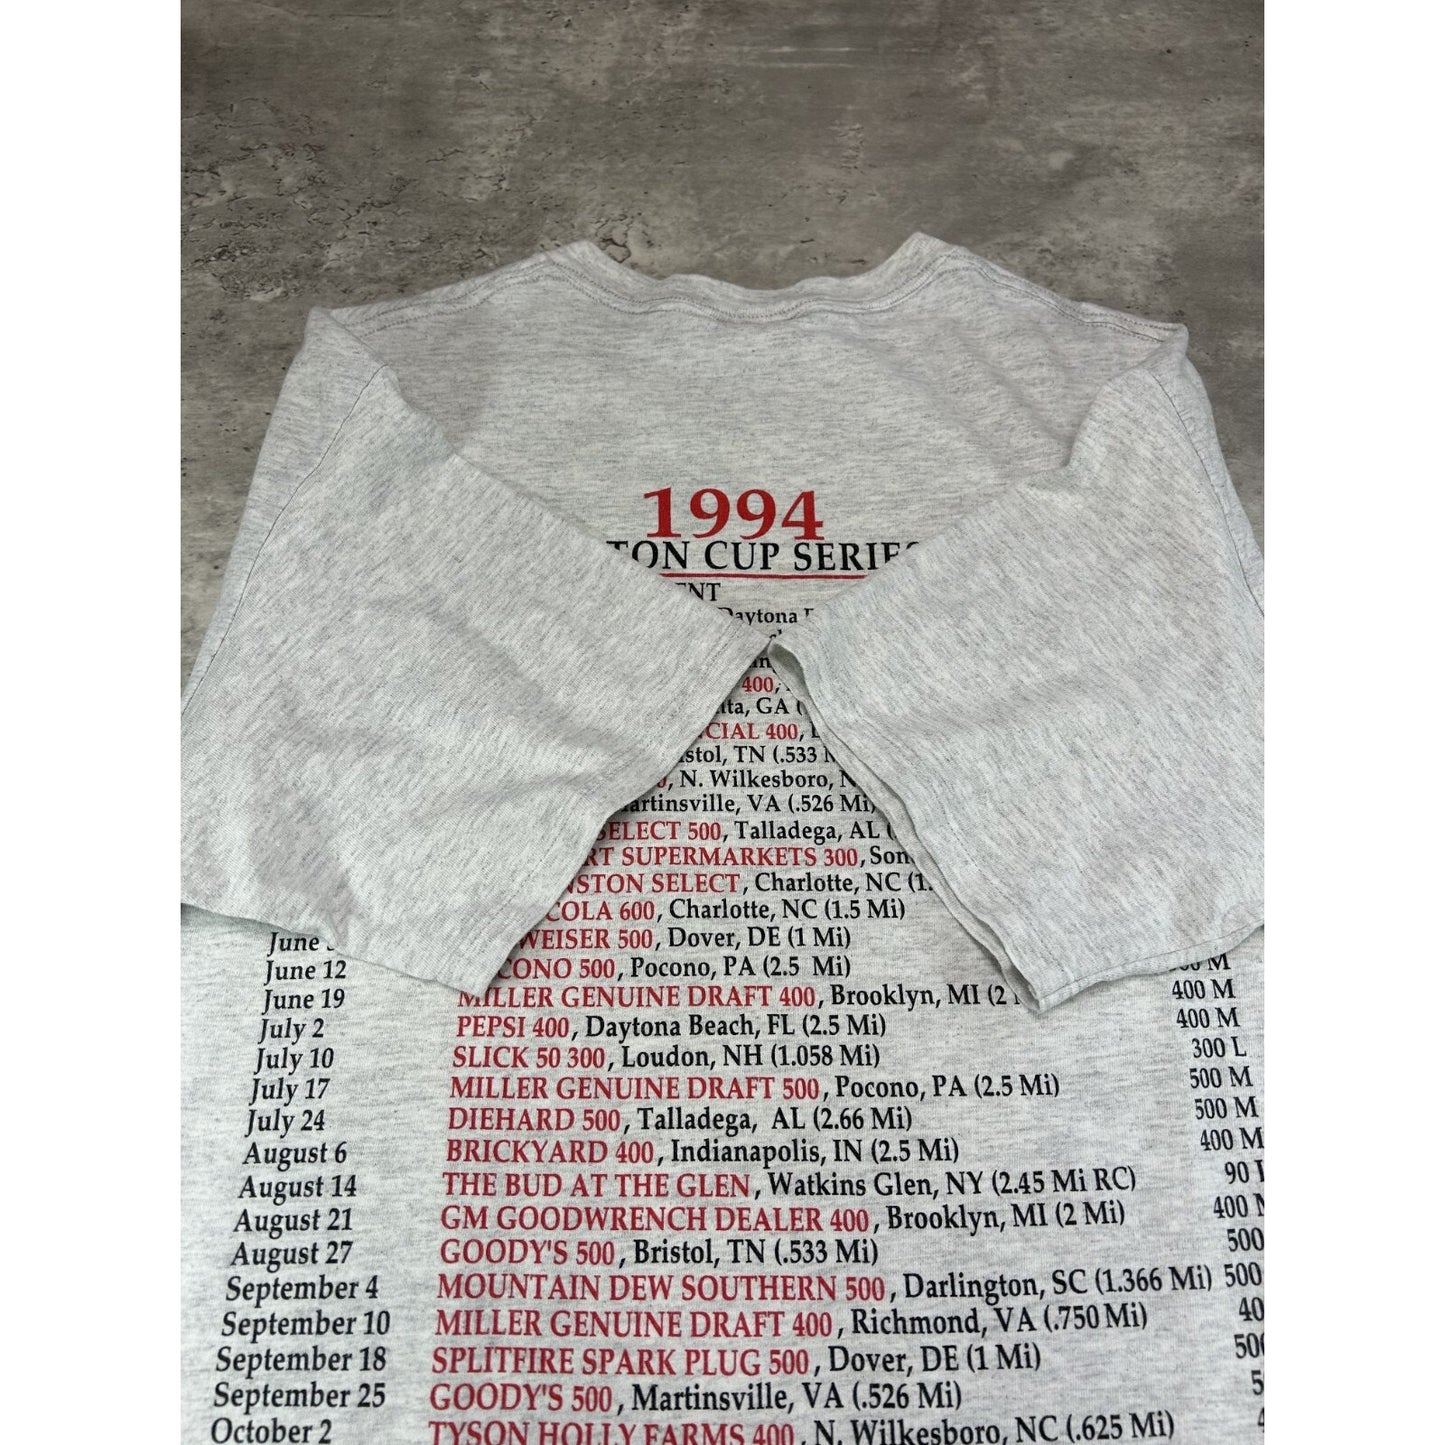 1994
TON CUP SERIES
ENT
Daytona
400,
ta, GA
CIAL 400,
stol, TN (.533
N. Wilkesboro, N
artinsville, VA (.526 Mi)
SELECT 500, Talladega, AL
RT SUPERMARKETS 300, Son
NSTON SELECT, Charlotte, NC (1.
COLA 600, Charlotte, NC (1.5 Mi)
June WEISER 500, Dover, DE (1 Mi)
June 12 CONO 500, Pocono, PA (2.5 Mi) M
June 19 MILLER GENUINE DRAFT 400, Brooklyn, MI (2 400 M
July 2 PEPSI 400, Daytona Beach, FL (2.5 Mi) 400 M
July 10 SLICK 50 300, Loudon, NH (1.058 Mi) 300 L
July 17 MILLER GENUINE DRAFT 500, Pocono, PA (2.5 Mi) 500 M
July 24 DIEHARD 500, Talladega, AL (2.66 Mi) 500 M
August 6 BRICKYARD 400, Indianapolis, IN (2.5 Mi) 400 M
August 14 THE BUD AT THE GLEN, Watkins Glen, NY (2.45 Mi RC) 90
August 21 GM GOODWRENCH DEALER 400, Brooklyn, MI (2 Mi) 400
August 27 GOODY'S 500, Bristol, TN (.533 Mi) 500
September 4 MOUNTAIN DEW SOUTHERN 500, Darlington, SC (1.366 Mi) 500
September 10 MILLER GENUINE DRAFT 400, Richmond, VA (.750 Mi) 40
September 18 SPLITFIRE SPARK PLUG 500, Dover, DE (1 Mi) 50
September 25 GOODY'S 500, Martinsville, VA (.526 Mi) 5
October 2 TYSON HOLLY FARMS 400, N. Wilkesboro, NC (.625 Mi)